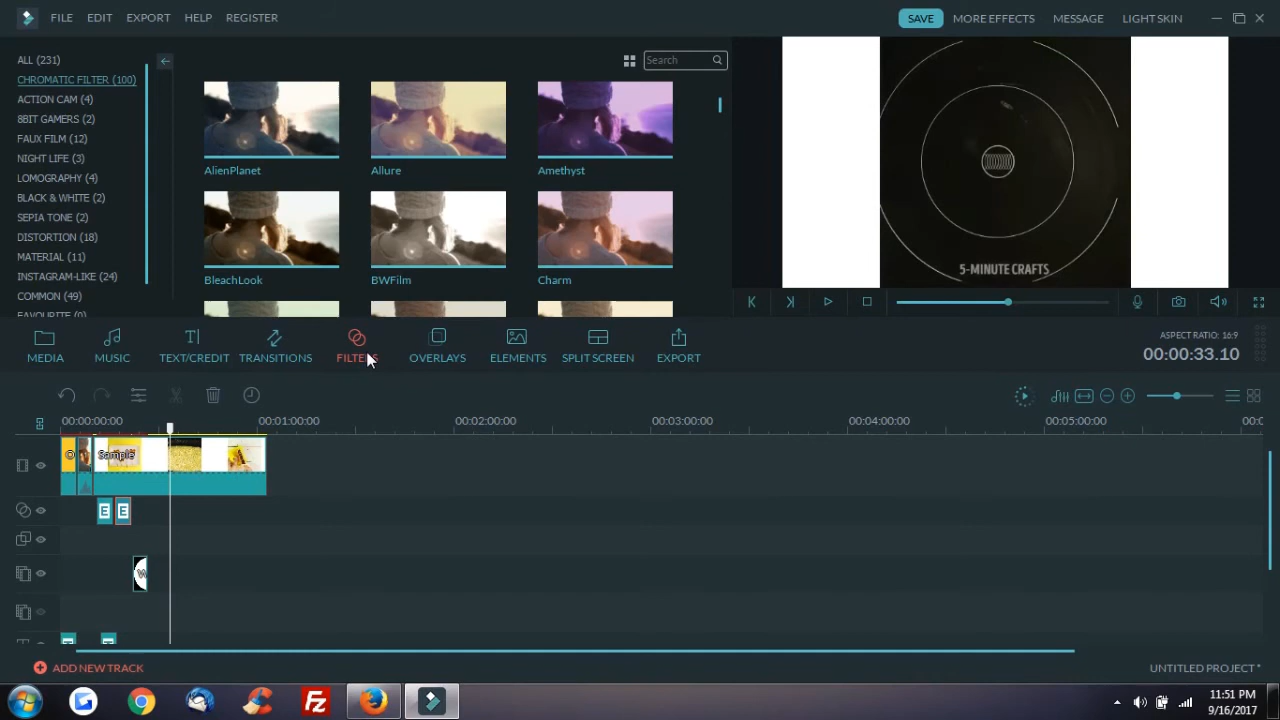 FILE EDIT EXPORT HELP REGISTER
SAVE MORE EFFECTS MESSAGE LIGHT SKIN
ALL (231)
CHROMATIC FILTER (100)
ACTION CAM (4)
8BIT GAMERS (2)
FAUX FILM (12)
NIGHT LIFE (3)
LOMOGRAPHY (4)
BLACK & WHITE (2)
SEPIA TONE (2)
DISTORTION (18)
MATERIAL (11)
INSTAGRAM-LIKE (24)
COMMON (49)
FAVOURITE (0)
Search
AlienPlanet Allure Amethyst
BleachLook BWFilm Charm
5-MINUTE CRAFTS
MEDIA MUSIC TEXT/CREDIT TRANSITIONS FILTERS OVERLAYS ELEMENTS SPLIT SCREEN EXPORT
ASPECT RATIO: 16:9
00:00:33.10
00:00:00:00 00:01:00:00 00:02:00:00 00:03:00:00 00:04:00:00 00:05:00:00
Sample
E E
ADD NEW TRACK
UNTITLED PROJECT *
11:51 PM
9/16/2017